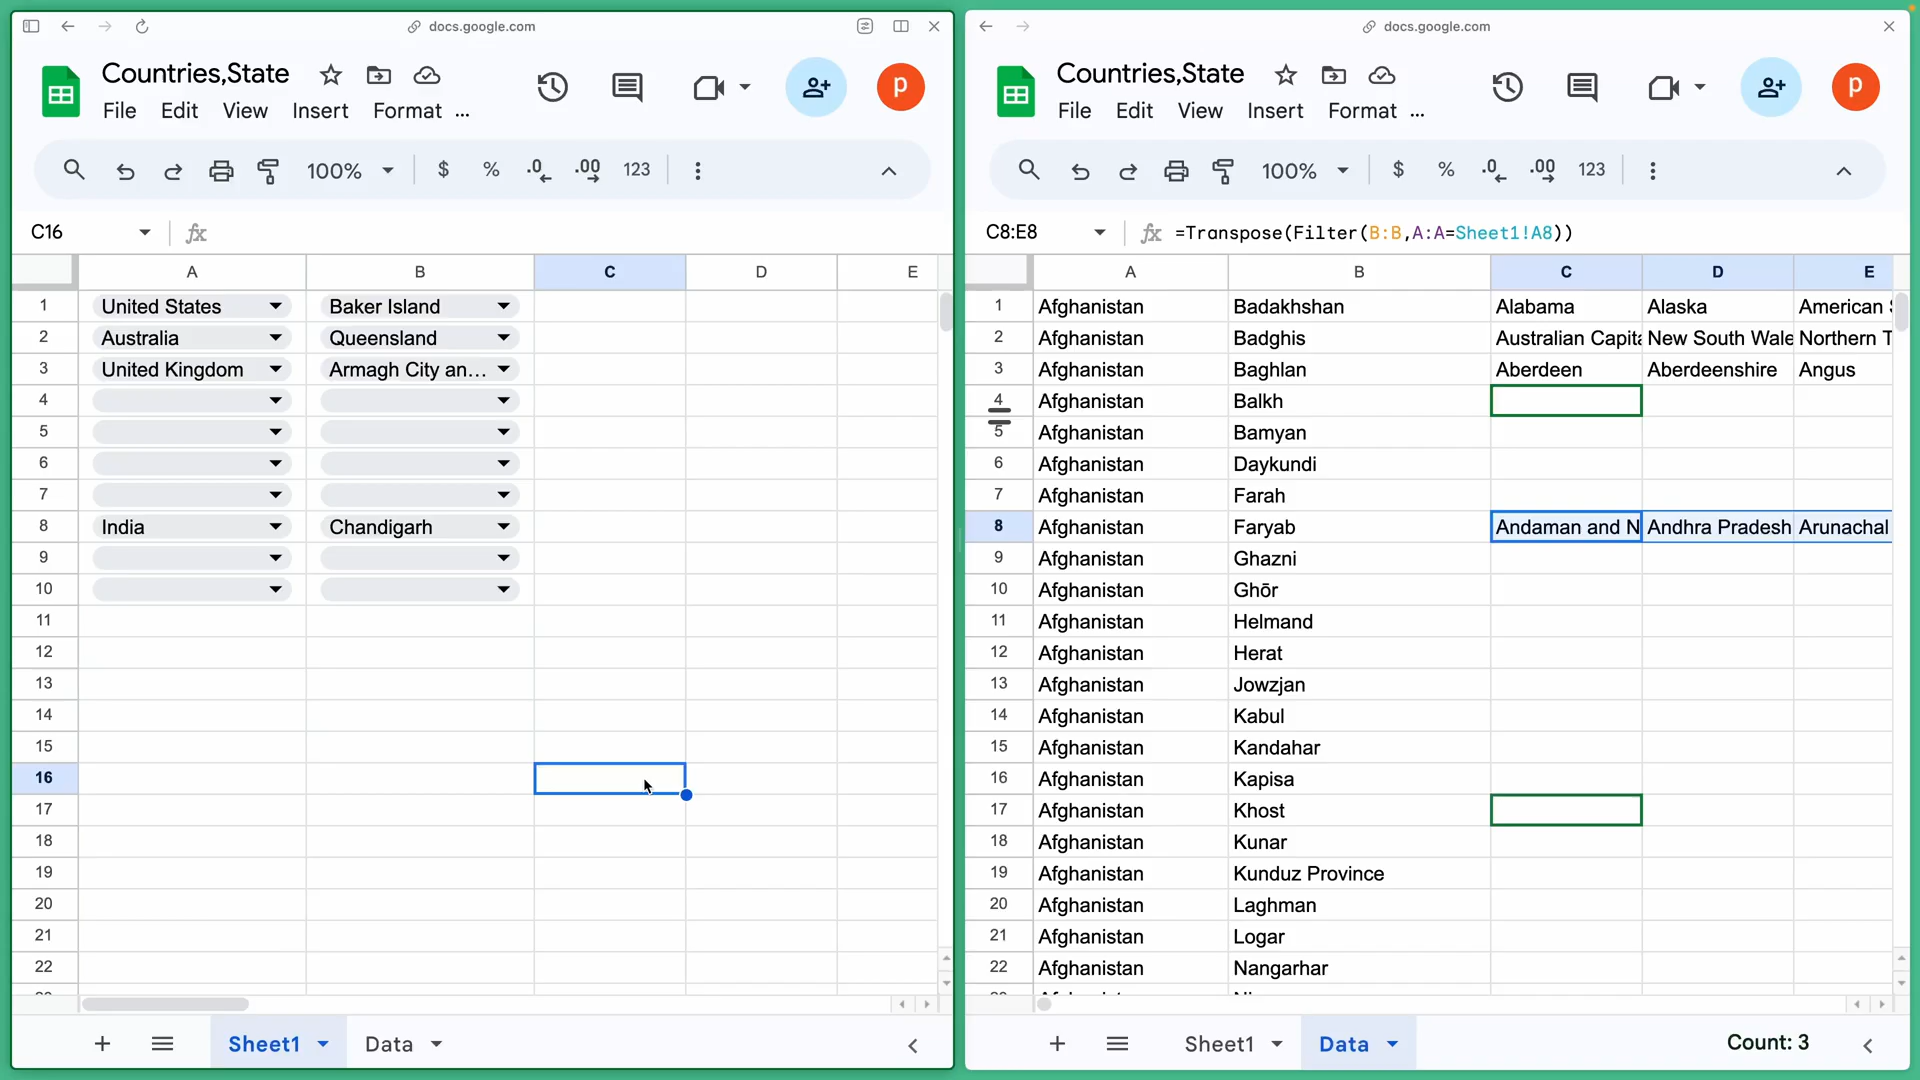 docs.google.com
Countries,State
File Edit View Insert Format ...
P
100% $ % .0 .00 123
C16 fx
A B C D E
1 United States Baker Island
2 Australia Queensland
3 United Kingdom Armagh City an...
4
5
6
7
8 India Chandigarh
9
10
11
12
13
14
15
16
17
18
19
20
21
22
Sheet1 Data
docs.google.com
Countries,State
File Edit View Insert Format ...
P
100% $ % .0 .00 123
C8:E8 fx =Transpose(Filter(B:B,A:A=Sheet1!A8))
A B C D E
1 Afghanistan Badakhshan Alabama Alaska American
2 Afghanistan Badghis Australian Capita New South Wale Northern T
3 Afghanistan Baghlan Aberdeen Aberdeenshire Angus
4 Afghanistan Balkh
5 Afghanistan Bamyan
6 Afghanistan Daykundi
7 Afghanistan Farah
8 Afghanistan Faryab Andaman and N Andhra Pradesh Arunachal
9 Afghanistan Ghazni
10 Afghanistan Ghōr
11 Afghanistan Helmand
12 Afghanistan Herat
13 Afghanistan Jowzjan
14 Afghanistan Kabul
15 Afghanistan Kandahar
16 Afghanistan Kapisa
17 Afghanistan Khost
18 Afghanistan Kunar
19 Afghanistan Kunduz Province
20 Afghanistan Laghman
21 Afghanistan Logar
22 Afghanistan Nangarhar
Sheet1 Data Count: 3